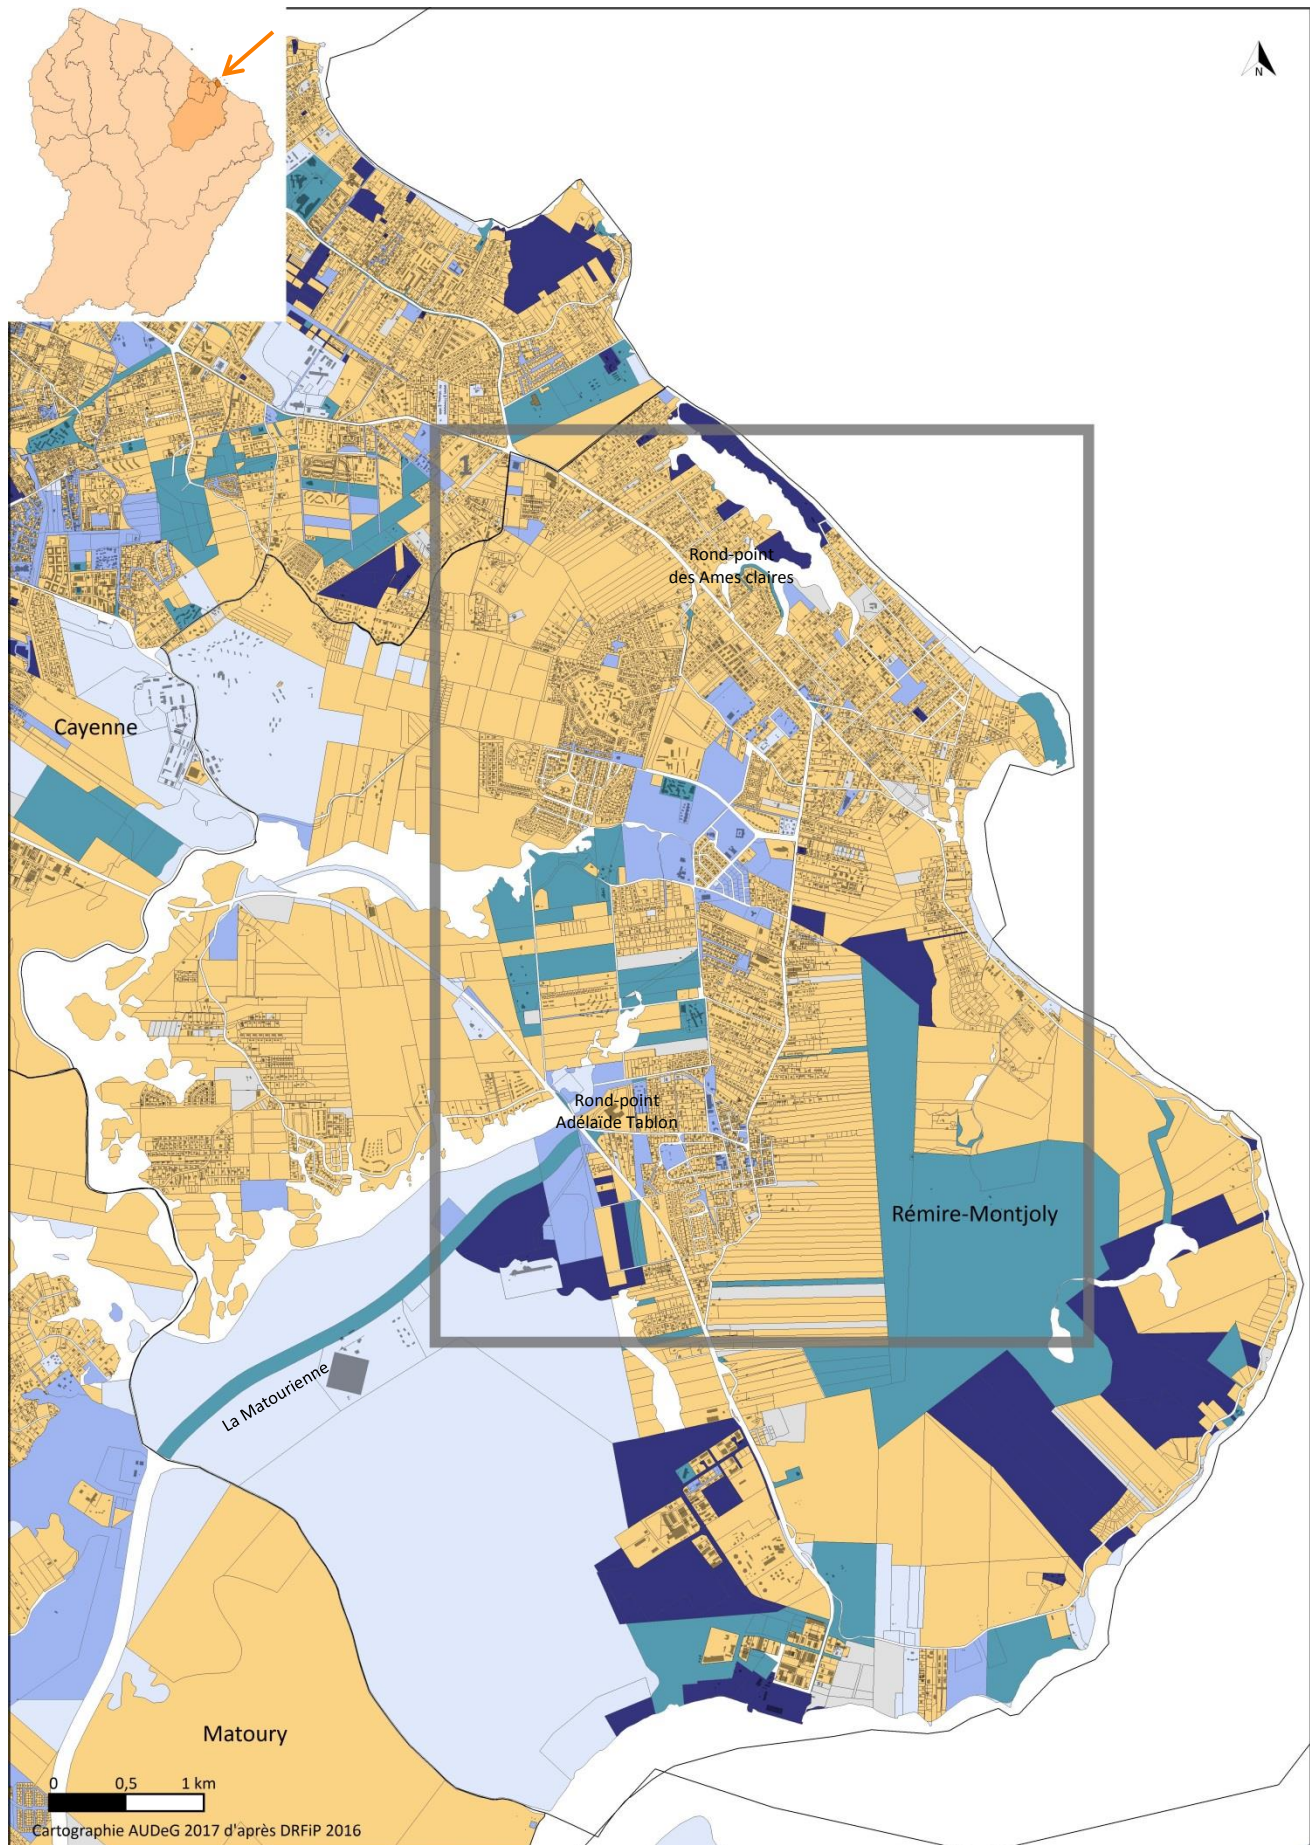 N
1
Rond-point
des Ames claires
Cayenne
Rond-point
Adélaïde Tablon
2
Rémire-Montjoly
La Matourienne
Matoury
0 0,5 1 km
Cartographie AUDeG 2017 d'après DRFiP 2016